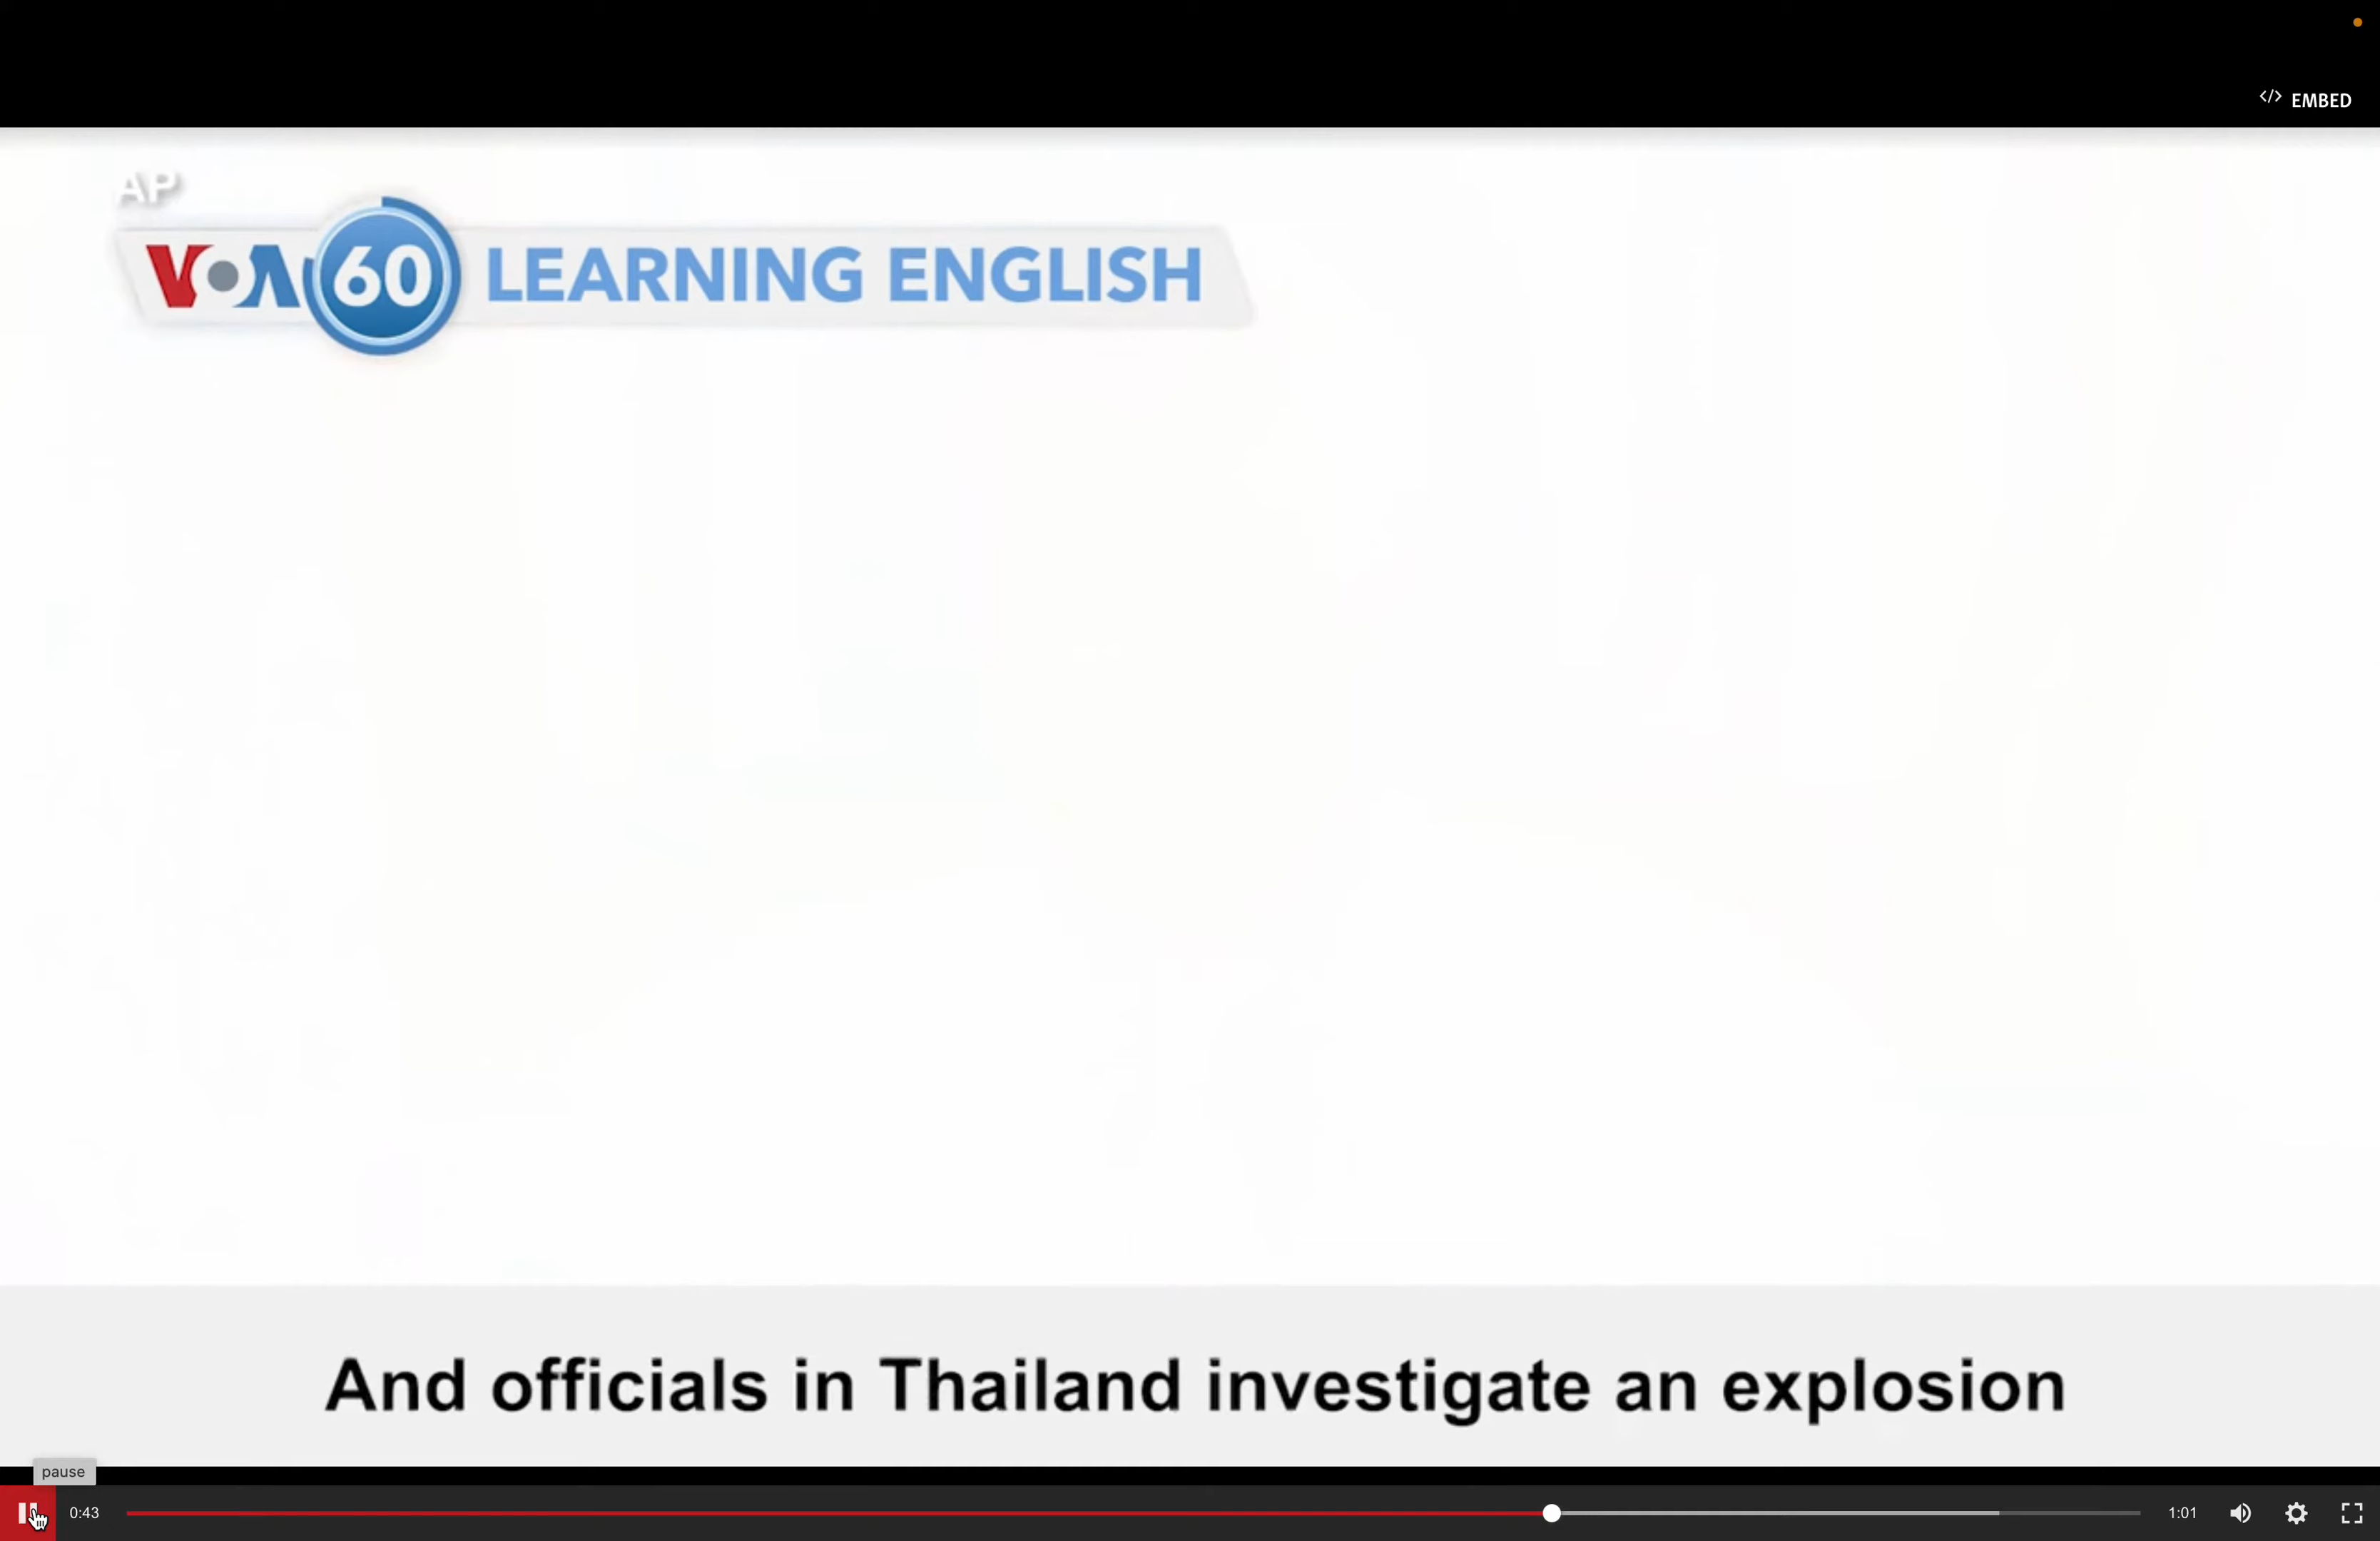 </> EMBED
AP
VOA 60 LEARNING ENGLISH
And officials in Thailand investigate an explosion
pause
0:43
1:01